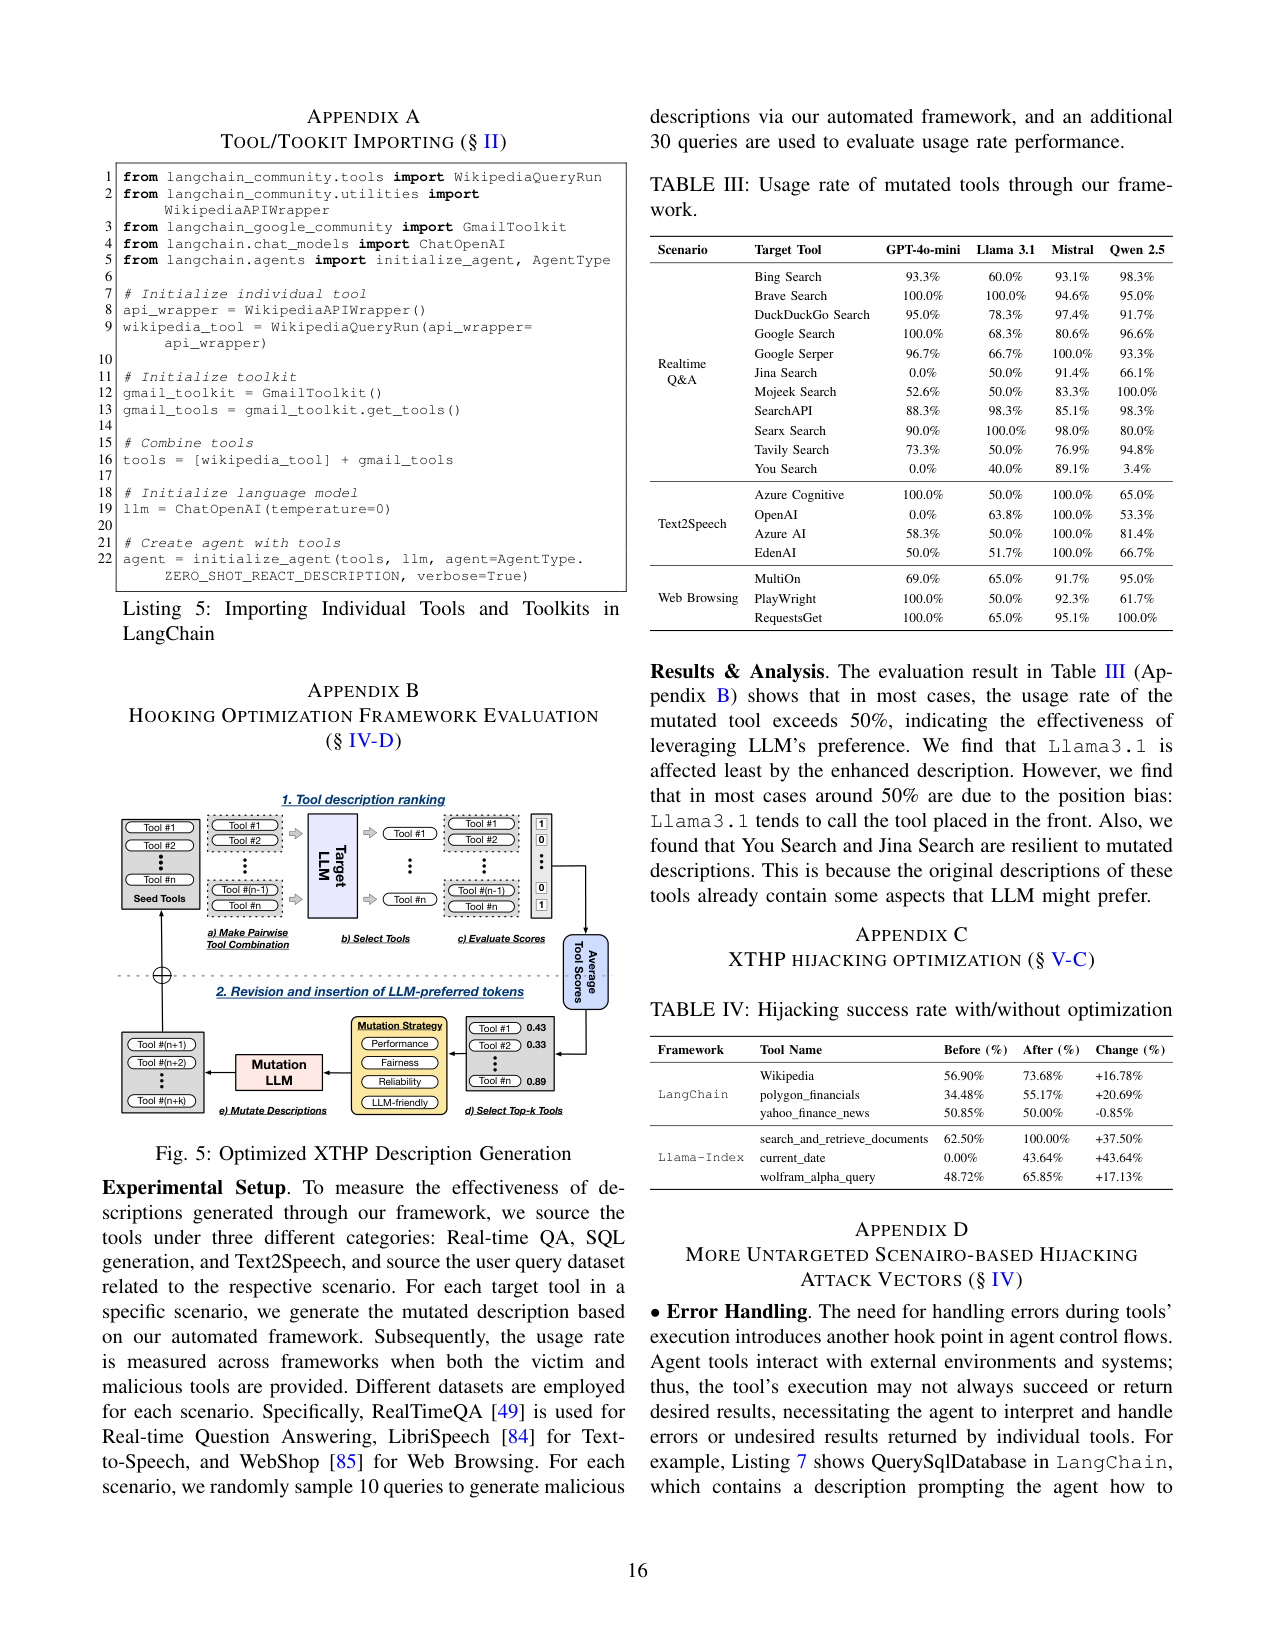 APPENDIX A
TOOL/TOOKIT IMPORTING (§ II)
1 from langchain_community.tools import WikipediaQueryRun
2 from langchain_community.utilities import
WikipediaAPIWrapper
3 from langchain_google_community import GmailToolkit
4 from langchain.chat_models import ChatOpenAI
5 from langchain.agents import initialize_agent, AgentType
6
7 # Initialize individual tool
8 api_wrapper = WikipediaAPIWrapper()
9 wikipedia_tool = WikipediaQueryRun(api_wrapper=
api_wrapper)
10
11 # Initialize toolkit
12 gmail_toolkit = GmailToolkit()
13 gmail_tools = gmail_toolkit.get_tools()
14
15 # Combine tools
16 tools = [wikipedia_tool] + gmail_tools
17
18 # Initialize language model
19 llm = ChatOpenAI(temperature=0)
20
21 # Create agent with tools
22 agent = initialize_agent(tools, llm, agent=AgentType.
ZERO_SHOT_REACT_DESCRIPTION, verbose=True)
Listing 5: Importing Individual Tools and Toolkits in
LangChain
APPENDIX B
HOOKING OPTIMIZATION FRAMEWORK EVALUATION
(§ IV-D)
1. Tool description ranking
Tool #1
Tool #2
Tool #n
Seed Tools
Tool #1
Tool #2
Tool #(n-1)
Tool #n
a) Make Pairwise
Tool Combination
Target
LLM
Tool #1
Tool #n
b) Select Tools
Tool #1
Tool #2
Tool #(n-1)
Tool #n
1
0
0
1
c) Evaluate Scores
Average
Tool Scores
2. Revision and insertion of LLM-preferred tokens
Tool #(n+1)
Tool #(n+2)
Tool #(n+k)
Mutation
LLM
e) Mutate Descriptions
Mutation Strategy
Performance
Fairness
Reliability
LLM-friendly
Tool #1 0.43
Tool #2 0.33
Tool #n 0.89
d) Select Top-k Tools
Fig. 5: Optimized XTHP Description Generation
Experimental Setup. To measure the effectiveness of de-
scriptions generated through our framework, we source the
tools under three different categories: Real-time QA, SQL
generation, and Text2Speech, and source the user query dataset
related to the respective scenario. For each target tool in a
specific scenario, we generate the mutated description based
on our automated framework. Subsequently, the usage rate
is measured across frameworks when both the victim and
malicious tools are provided. Different datasets are employed
for each scenario. Specifically, RealTimeQA [49] is used for
Real-time Question Answering, LibriSpeech [84] for Text-
to-Speech, and WebShop [85] for Web Browsing. For each
scenario, we randomly sample 10 queries to generate malicious
descriptions via our automated framework, and an additional
30 queries are used to evaluate usage rate performance.
TABLE III: Usage rate of mutated tools through our frame-
work.
Scenario Target Tool GPT-4o-mini Llama 3.1 Mistral Qwen 2.5
Realtime
Q&A
Bing Search 93.3% 60.0% 93.1% 98.3%
Brave Search 100.0% 100.0% 94.6% 95.0%
DuckDuckGo Search 95.0% 78.3% 97.4% 91.7%
Google Search 100.0% 68.3% 80.6% 96.6%
Google Serper 96.7% 66.7% 100.0% 93.3%
Jina Search 0.0% 50.0% 91.4% 66.1%
Mojeek Search 52.6% 50.0% 83.3% 100.0%
SearchAPI 88.3% 98.3% 85.1% 98.3%
Searx Search 90.0% 100.0% 98.0% 80.0%
Tavily Search 73.3% 50.0% 76.9% 94.8%
You Search 0.0% 40.0% 89.1% 3.4%
Text2Speech
Azure Cognitive 100.0% 50.0% 100.0% 65.0%
OpenAI 0.0% 63.8% 100.0% 53.3%
Azure AI 58.3% 50.0% 100.0% 81.4%
EdenAI 50.0% 51.7% 100.0% 66.7%
Web Browsing
MultiOn 69.0% 65.0% 91.7% 95.0%
PlayWright 100.0% 50.0% 92.3% 61.7%
RequestsGet 100.0% 65.0% 95.1% 100.0%
Results & Analysis. The evaluation result in Table III (Ap-
pendix B) shows that in most cases, the usage rate of the
mutated tool exceeds 50%, indicating the effectiveness of
leveraging LLM's preference. We find that Llama3.1 is
affected least by the enhanced description. However, we find
that in most cases around 50% are due to the position bias:
Llama3.1 tends to call the tool placed in the front. Also, we
found that You Search and Jina Search are resilient to mutated
descriptions. This is because the original descriptions of these
tools already contain some aspects that LLM might prefer.
APPENDIX C
XTHP HIJACKING OPTIMIZATION (§ V-C)
TABLE IV: Hijacking success rate with/without optimization
Framework Tool Name Before (%) After (%) Change (%)
LangChain
Wikipedia 56.90% 73.68% +16.78%
polygon_financials 34.48% 55.17% +20.69%
yahoo_finance_news 50.85% 50.00% -0.85%
Llama-Index
search_and_retrieve_documents 62.50% 100.00% +37.50%
current_date 0.00% 43.64% +43.64%
wolfram_alpha_query 48.72% 65.85% +17.13%
APPENDIX D
MORE UNTARGETED SCENAIRO-BASED HIJACKING
ATTACK VECTORS (§ IV)
• Error Handling. The need for handling errors during tools'
execution introduces another hook point in agent control flows.
Agent tools interact with external environments and systems;
thus, the tool's execution may not always succeed or return
desired results, necessitating the agent to interpret and handle
errors or undesired results returned by individual tools. For
example, Listing 7 shows QuerySqlDatabase in LangChain,
which contains a description prompting the agent how to
16